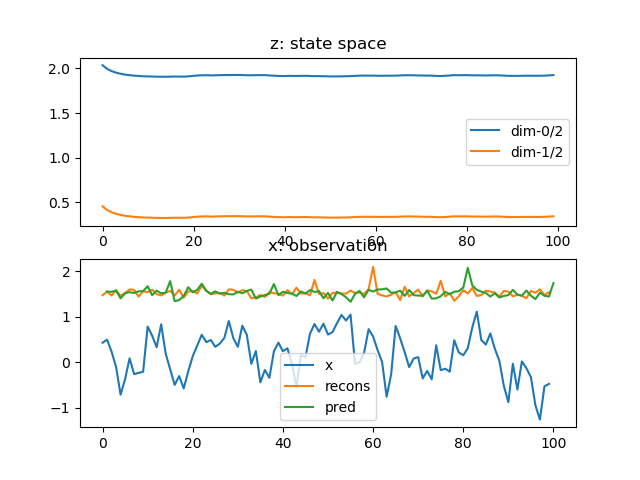 z: state space
2.0
1.5
1.0
0.5
dim-0/2
dim-1/2
0 20 40 60 80 100
x: observation
2
1
0
−1
x
recons
pred
0 20 40 60 80 100